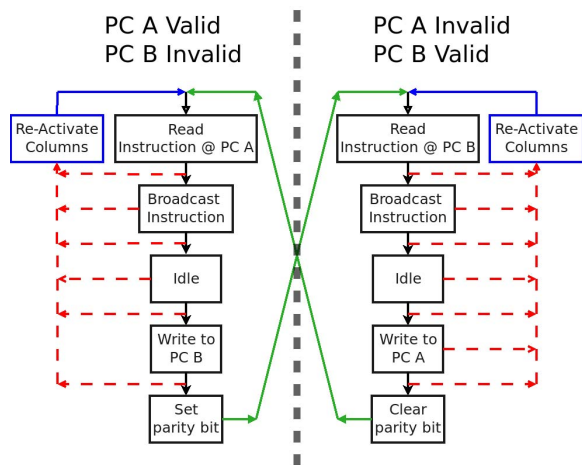 PC A Valid
PC B Invalid
PC A Invalid
PC B Valid
Re-Activate
Columns
Read
Instruction @ PC A
Broadcast
Instruction
Idle
Write to
PC B
Set
parity bit
Read
Instruction @ PC B
Re-Activate
Columns
Broadcast
Instruction
Idle
Write to
PC A
Clear
parity bit